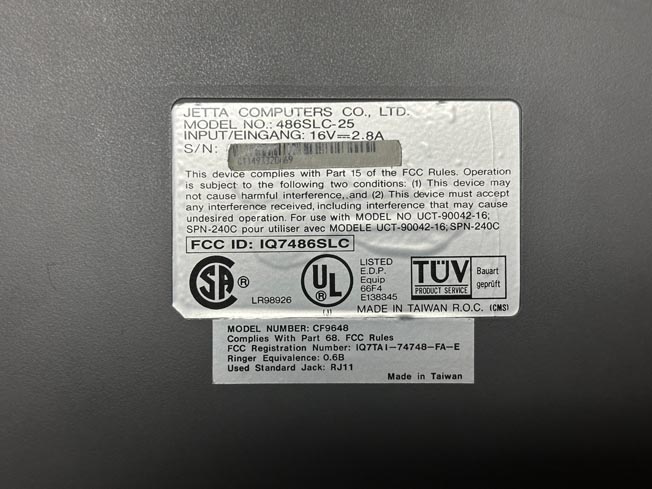 JETTA COMPUTERS CO., LTD.
MODEL NO.: 486SLC-25
INPUT/EINGANG: 16V⎓2.8A
S/N:
This device complies with Part 15 of the FCC Rules. Operation
is subject to the following two conditions: (1) This device may
not cause harmful interference, and (2) This device must accept
any interference received, including interference that may cause
undesired operation. For use with MODEL NO UCT-90042-16;
SPN-240C pour utiliser avec MODELE UCT-90042-16; SPN-240C
FCC ID: IQ7486SLC
SA ®
LR98926
UL ®
LISTED
E.D.P.
Equip
66F4
E138345
TÜV
PRODUCT SERVICE
Bauart
geprüft
MADE IN TAIWAN R.O.C. (CMS)
MODEL NUMBER: CF9648
Complies With Part 68. FCC Rules
FCC Registration Number: IQ7TAI-74748-FA-E
Ringer Equivalence: 0.6B
Used Standard Jack: RJ11
Made in Taiwan